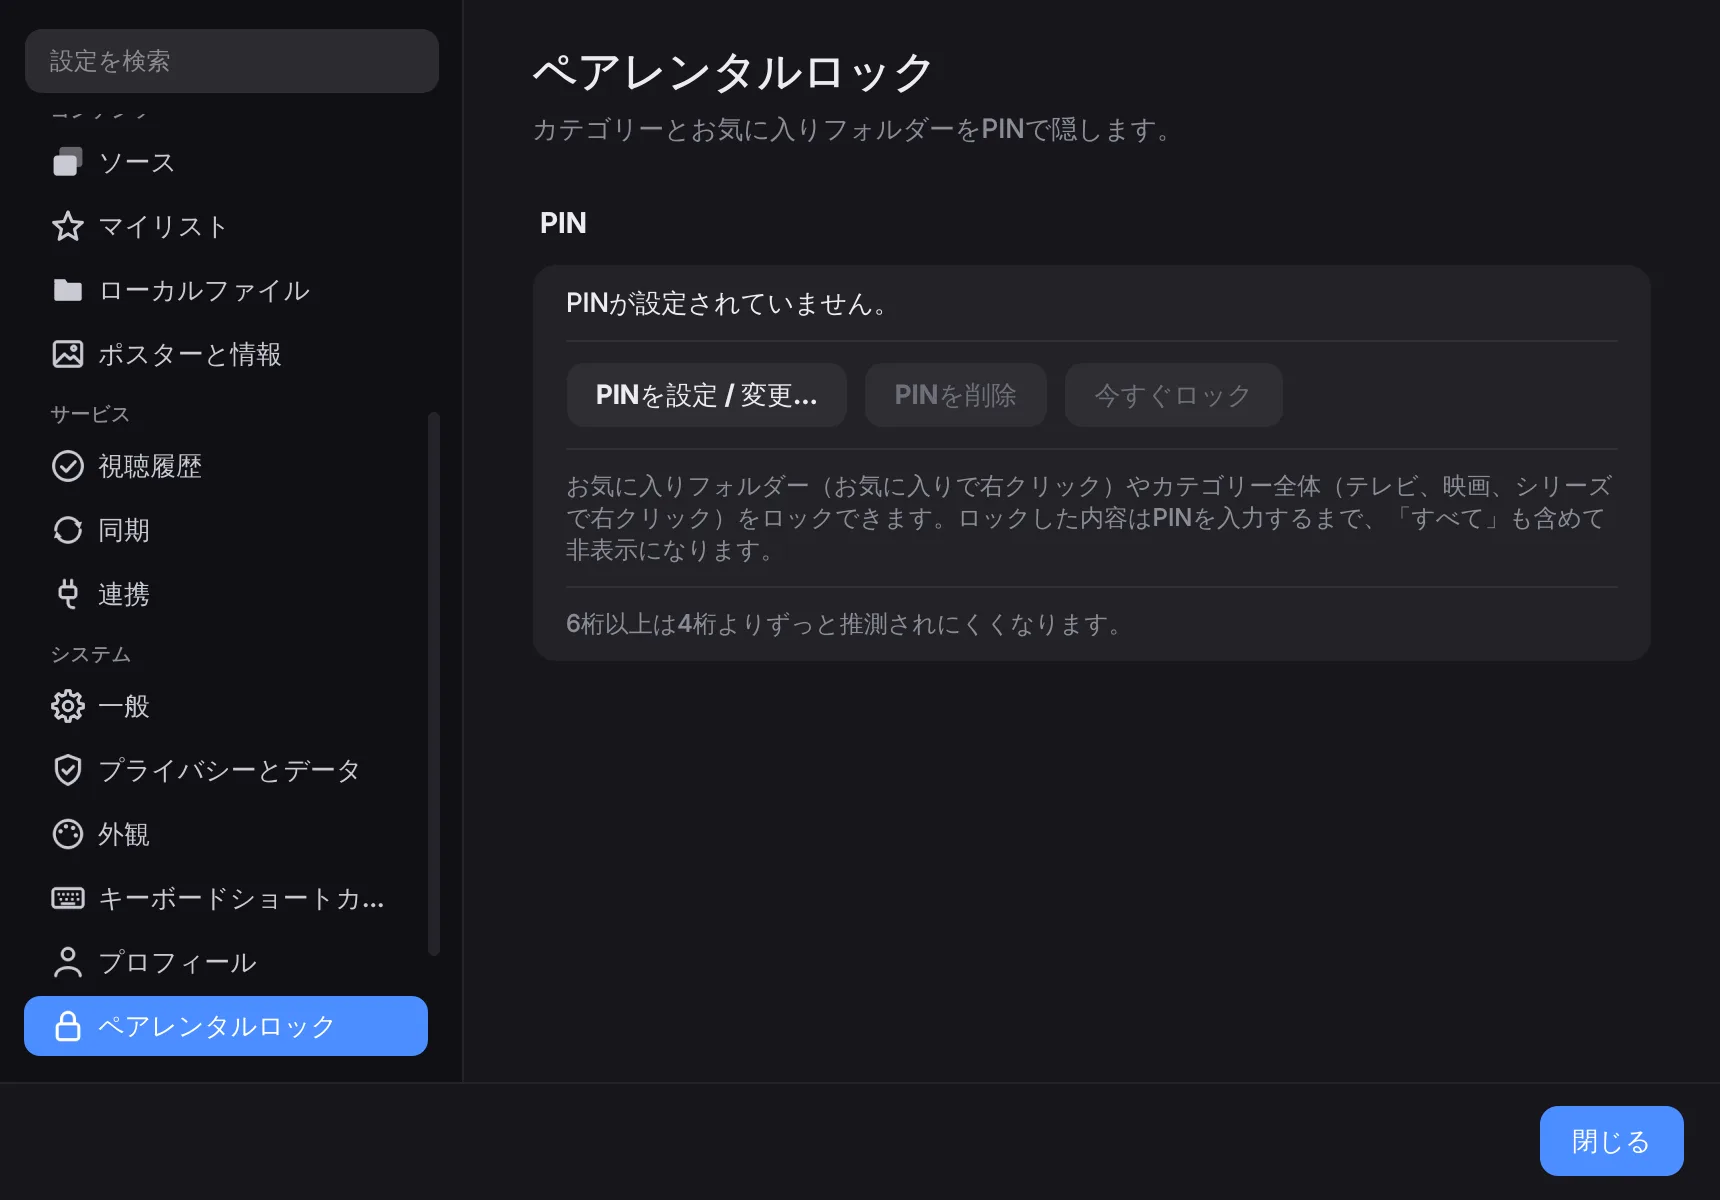 設定を検索
ソース
マイリスト
ローカルファイル
ポスターと情報
サービス
視聴履歴
同期
連携
システム
一般
プライバシーとデータ
外観
キーボードショートカ...
プロフィール
ペアレンタルロック
ペアレンタルロック
カテゴリーとお気に入りフォルダーをPINで隠します。
PIN
PINが設定されていません。
PINを設定 / 変更...
PINを削除
今すぐロック
お気に入りフォルダー（お気に入りで右クリック）やカテゴリー全体（テレビ、映画、シリーズ
で右クリック）をロックできます。ロックした内容はPINを入力するまで、「すべて」も含めて
非表示になります。
6桁以上は4桁よりずっと推測されにくくなります。
閉じる